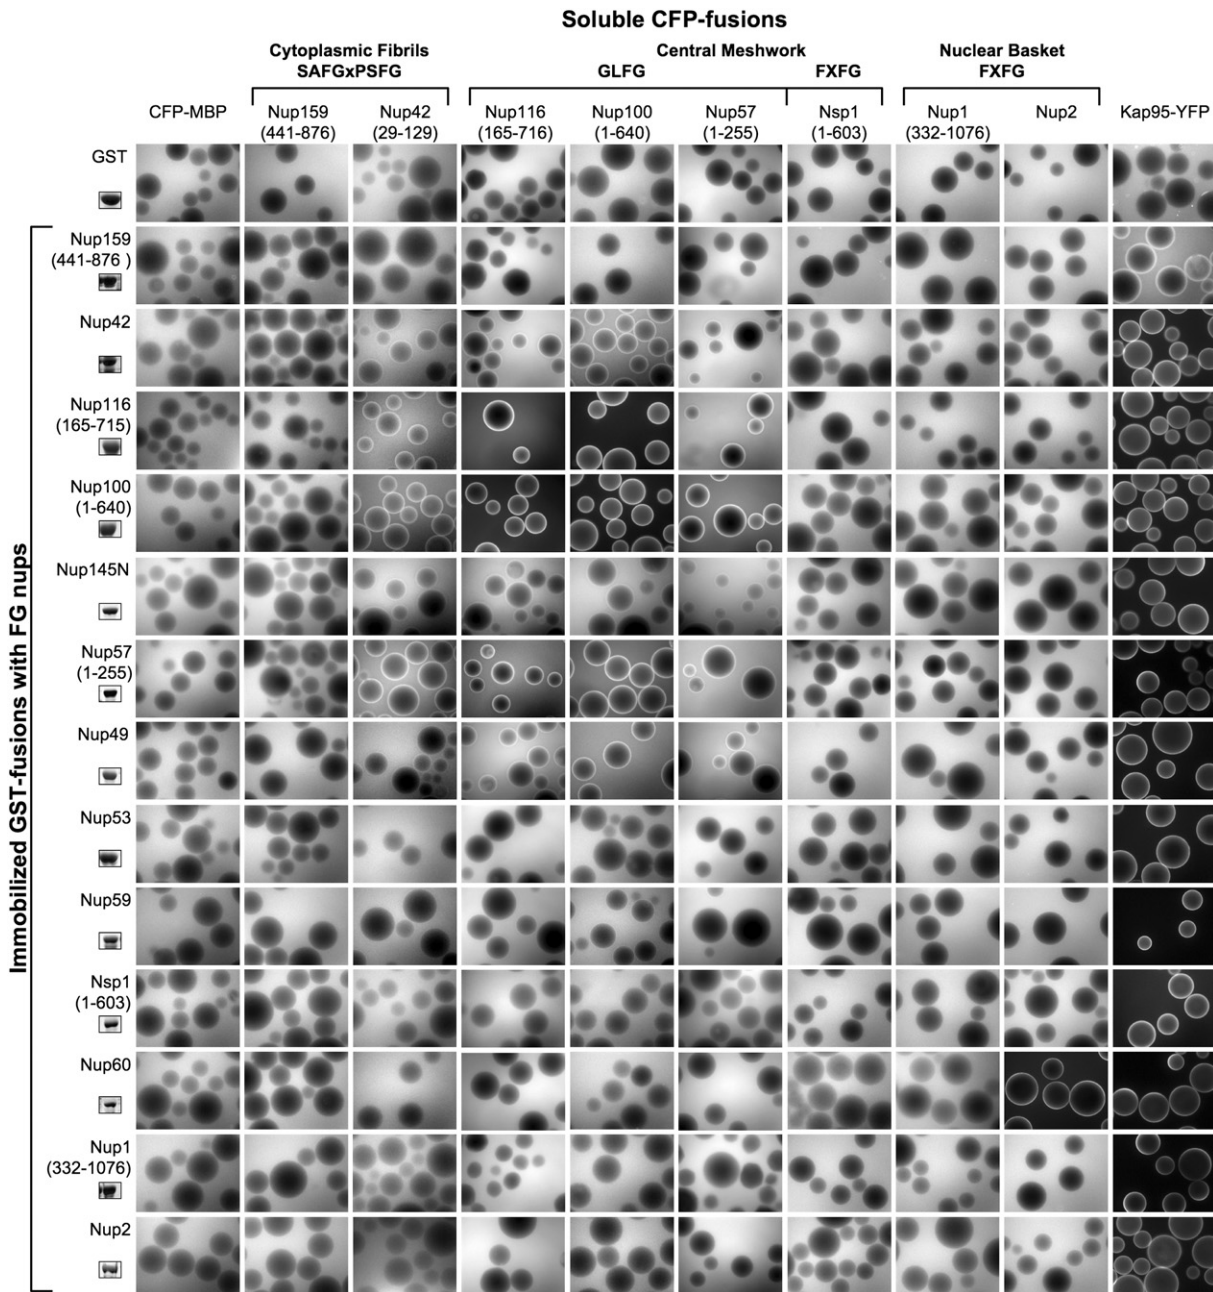 Soluble CFP-fusions
Cytoplasmic Fibrils Central Meshwork Nuclear Basket
SAFGxPSFG GLFG FXFG FXFG
CFP-MBP Nup159 Nup42 Nup116 Nup100 Nup57 Nsp1 Nup1 Nup2 Kap95-YFP
(441-876) (29-129) (165-716) (1-640) (1-255) (1-603) (332-1076)
Immobilized GST-fusions with FG nups
GST
Nup159
(441-876 )
Nup42
Nup116
(165-715)
Nup100
(1-640)
Nup145N
Nup57
(1-255)
Nup49
Nup53
Nup59
Nsp1
(1-603)
Nup60
Nup1
(332-1076)
Nup2